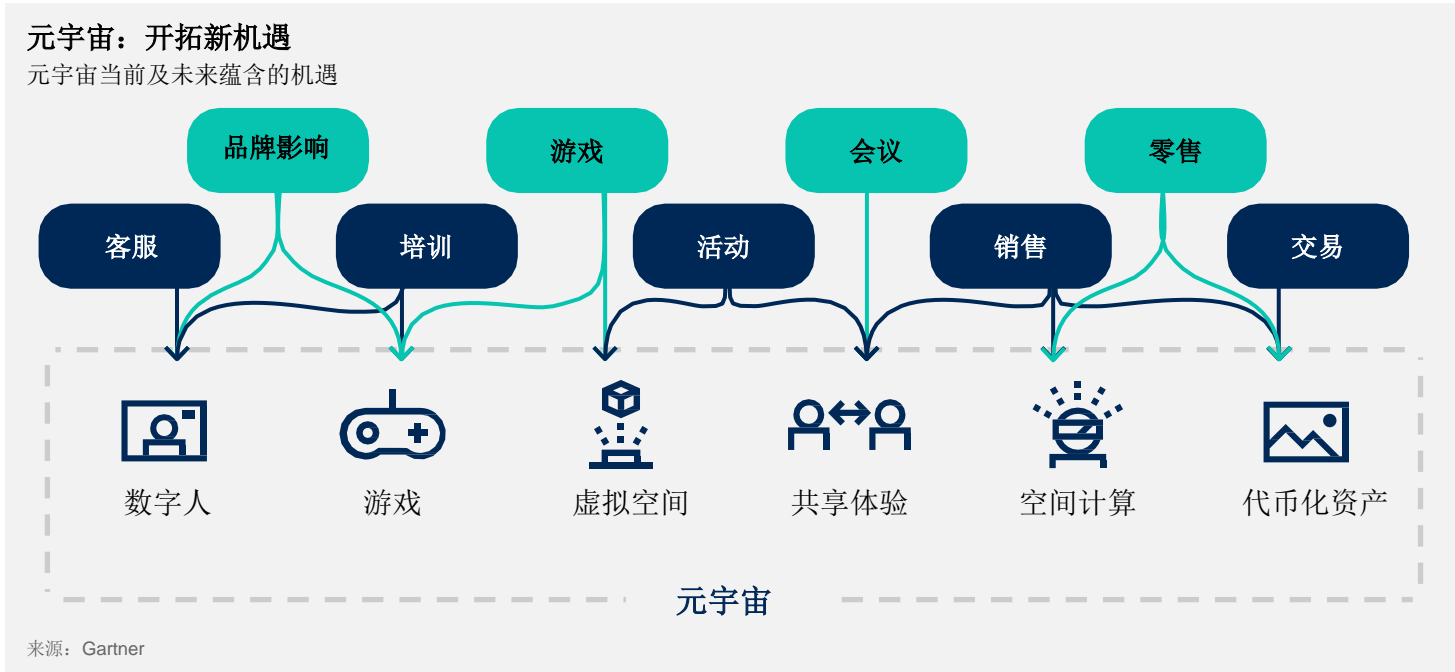 元宇宙：开拓新机遇
元宇宙当前及未来蕴含的机遇
品牌影响
游戏
会议
零售
客服
培训
活动
销售
交易
数字人
游戏
虚拟空间
共享体验
空间计算
代币化资产
元宇宙
来源：Gartner